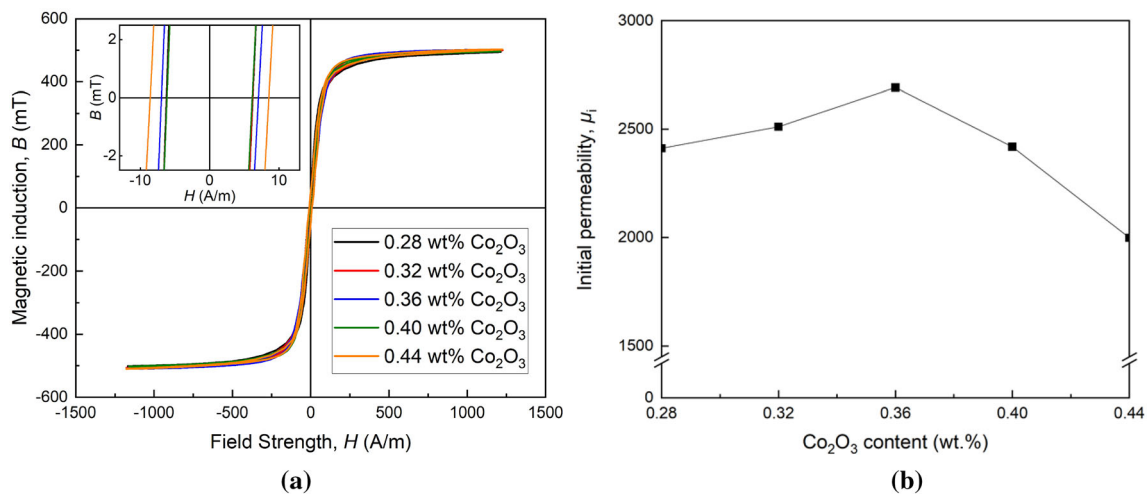 600
400
200
0
-200
-400
-600
Magnetic induction, B (mT)
2
0
-2
B (mT)
-10 0 10
H (A/m)
0.28 wt% Co₂O₃
0.32 wt% Co₂O₃
0.36 wt% Co₂O₃
0.40 wt% Co₂O₃
0.44 wt% Co₂O₃
-1500 -1000 -500 0 500 1000 1500
Field Strength, H (A/m)
(a)
3000
2500
2000
1500
0
Initial permeability, μᵢ
0.28 0.32 0.36 0.40 0.44
Co₂O₃ content (wt.%)
(b)